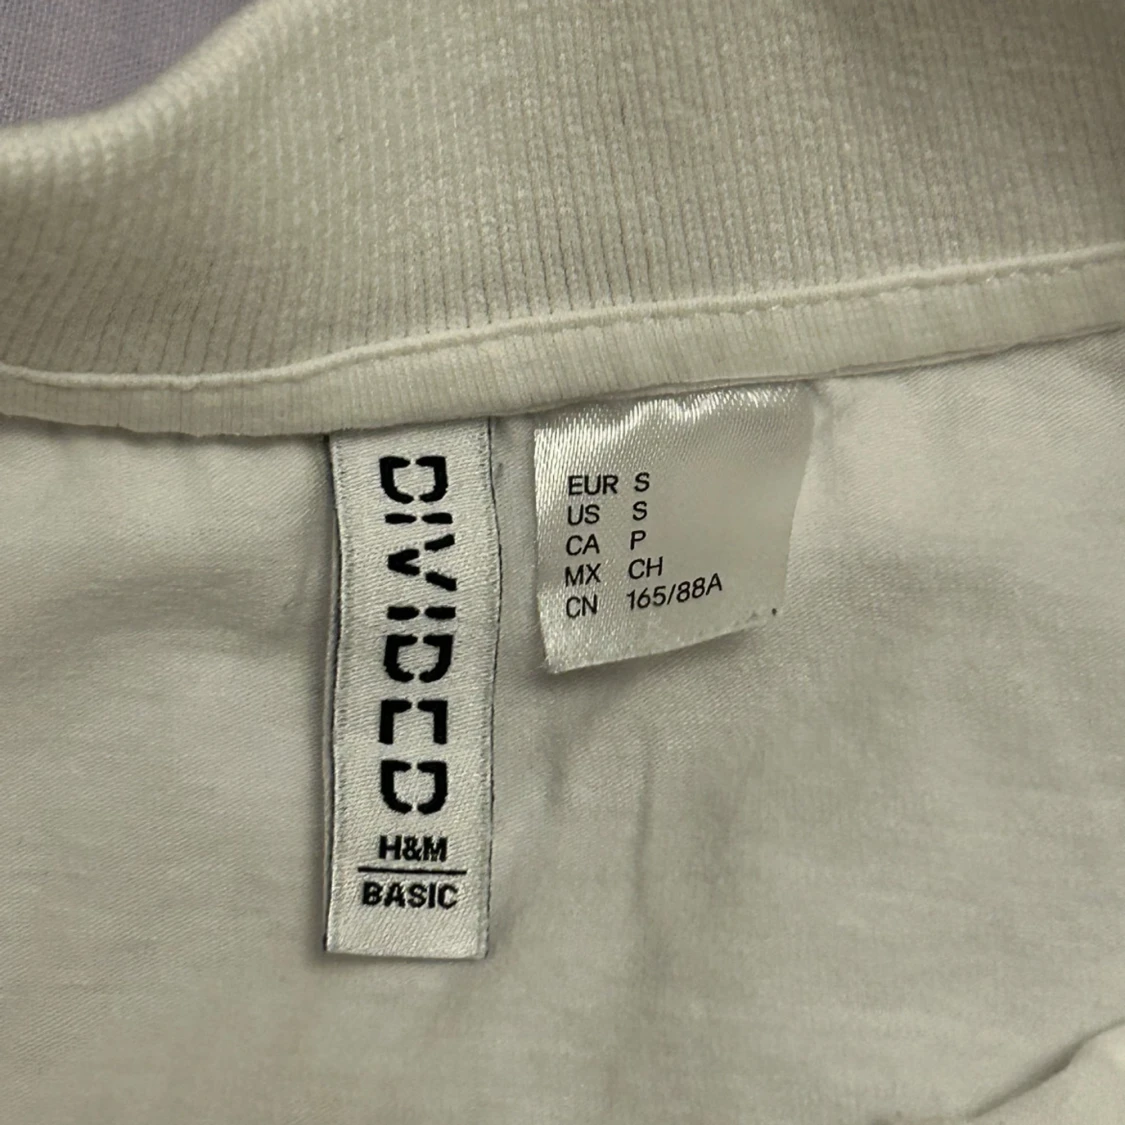 DIVIDED
H&M
BASIC
EUR S
US S
CA P
MX CH
CN 165/88A